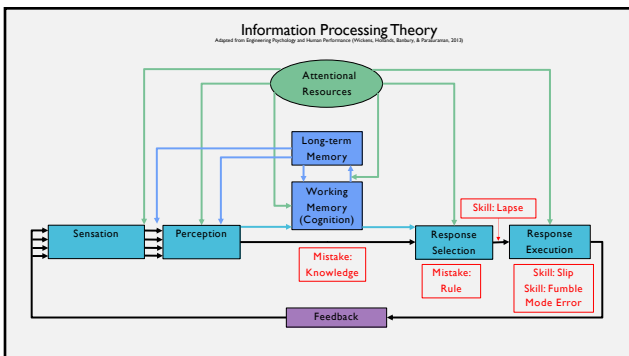 Information Processing Theory
Adapted from Engineering Psychology and Human Performance (Wickens, Hollands, Banbury, & Parasuraman, 2013)
Attentional
Resources
Long-term
Memory
Working
Memory
(Cognition)
Skill: Lapse
Sensation
Perception
Response
Selection
Response
Execution
Mistake:
Knowledge
Mistake:
Rule
Skill: Slip
Skill: Fumble
Mode Error
Feedback